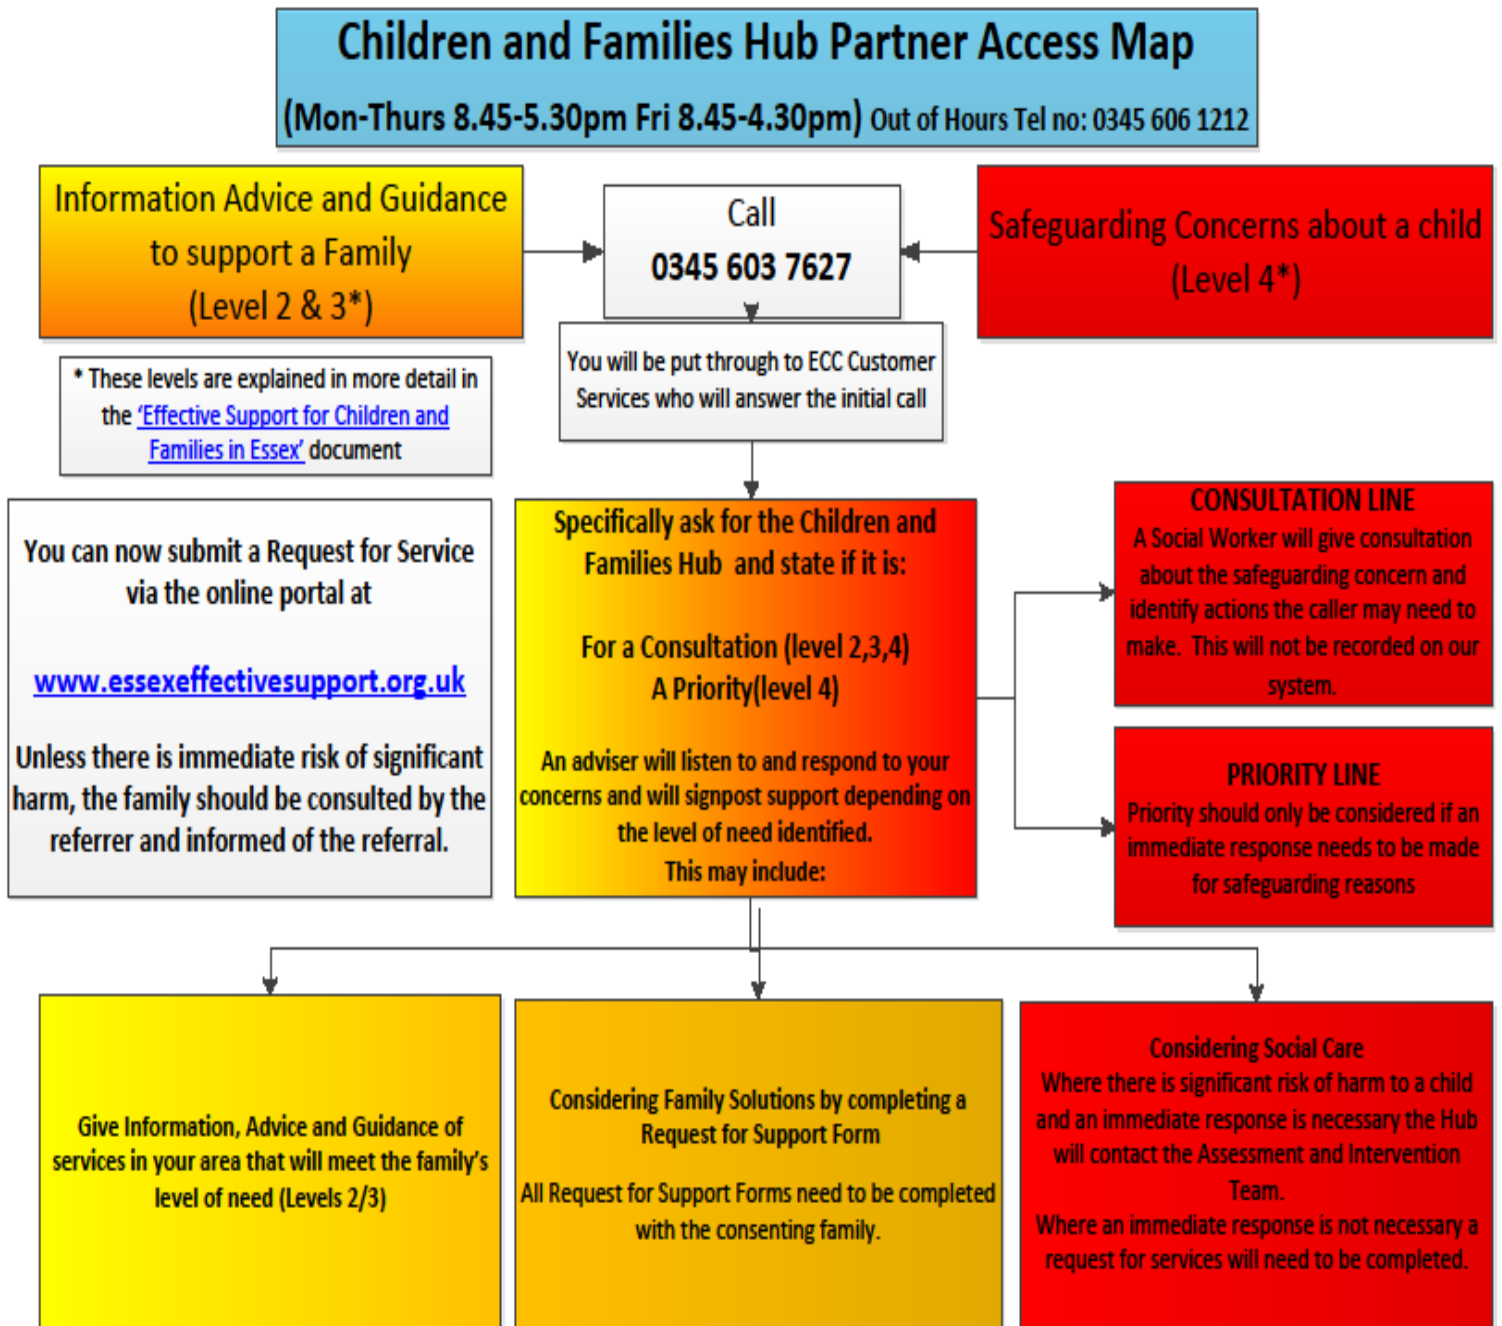 Children and Families Hub Partner Access Map
(Mon-Thurs 8.45-5.30pm Fri 8.45-4.30pm) Out of Hours Tel no: 0345 606 1212
Information Advice and Guidance
to support a Family
(Level 2 & 3*)
Call
0345 603 7627
Safeguarding Concerns about a child
(Level 4*)
* These levels are explained in more detail in
the ‘Effective Support for Children and
Families in Essex’ document
You will be put through to ECC Customer
Services who will answer the initial call
You can now submit a Request for Service
via the online portal at
www.essexeffectivesupport.org.uk
Unless there is immediate risk of significant
harm, the family should be consulted by the
referrer and informed of the referral.
Specifically ask for the Children and
Families Hub and state if it is:
For a Consultation (level 2,3,4)
A Priority(level 4)
An adviser will listen to and respond to your
concerns and will signpost support depending on
the level of need identified.
This may include:
CONSULTATION LINE
A Social Worker will give consultation
about the safeguarding concern and
identify actions the caller may need to
make. This will not be recorded on our
system.
PRIORITY LINE
Priority should only be considered if an
immediate response needs to be made
for safeguarding reasons
Give Information, Advice and Guidance of
services in your area that will meet the family’s
level of need (Levels 2/3)
Considering Family Solutions by completing a
Request for Support Form
All Request for Support Forms need to be completed
with the consenting family.
Considering Social Care
Where there is significant risk of harm to a child
and an immediate response is necessary the Hub
will contact the Assessment and Intervention
Team.
Where an immediate response is not necessary a
request for services will need to be completed.